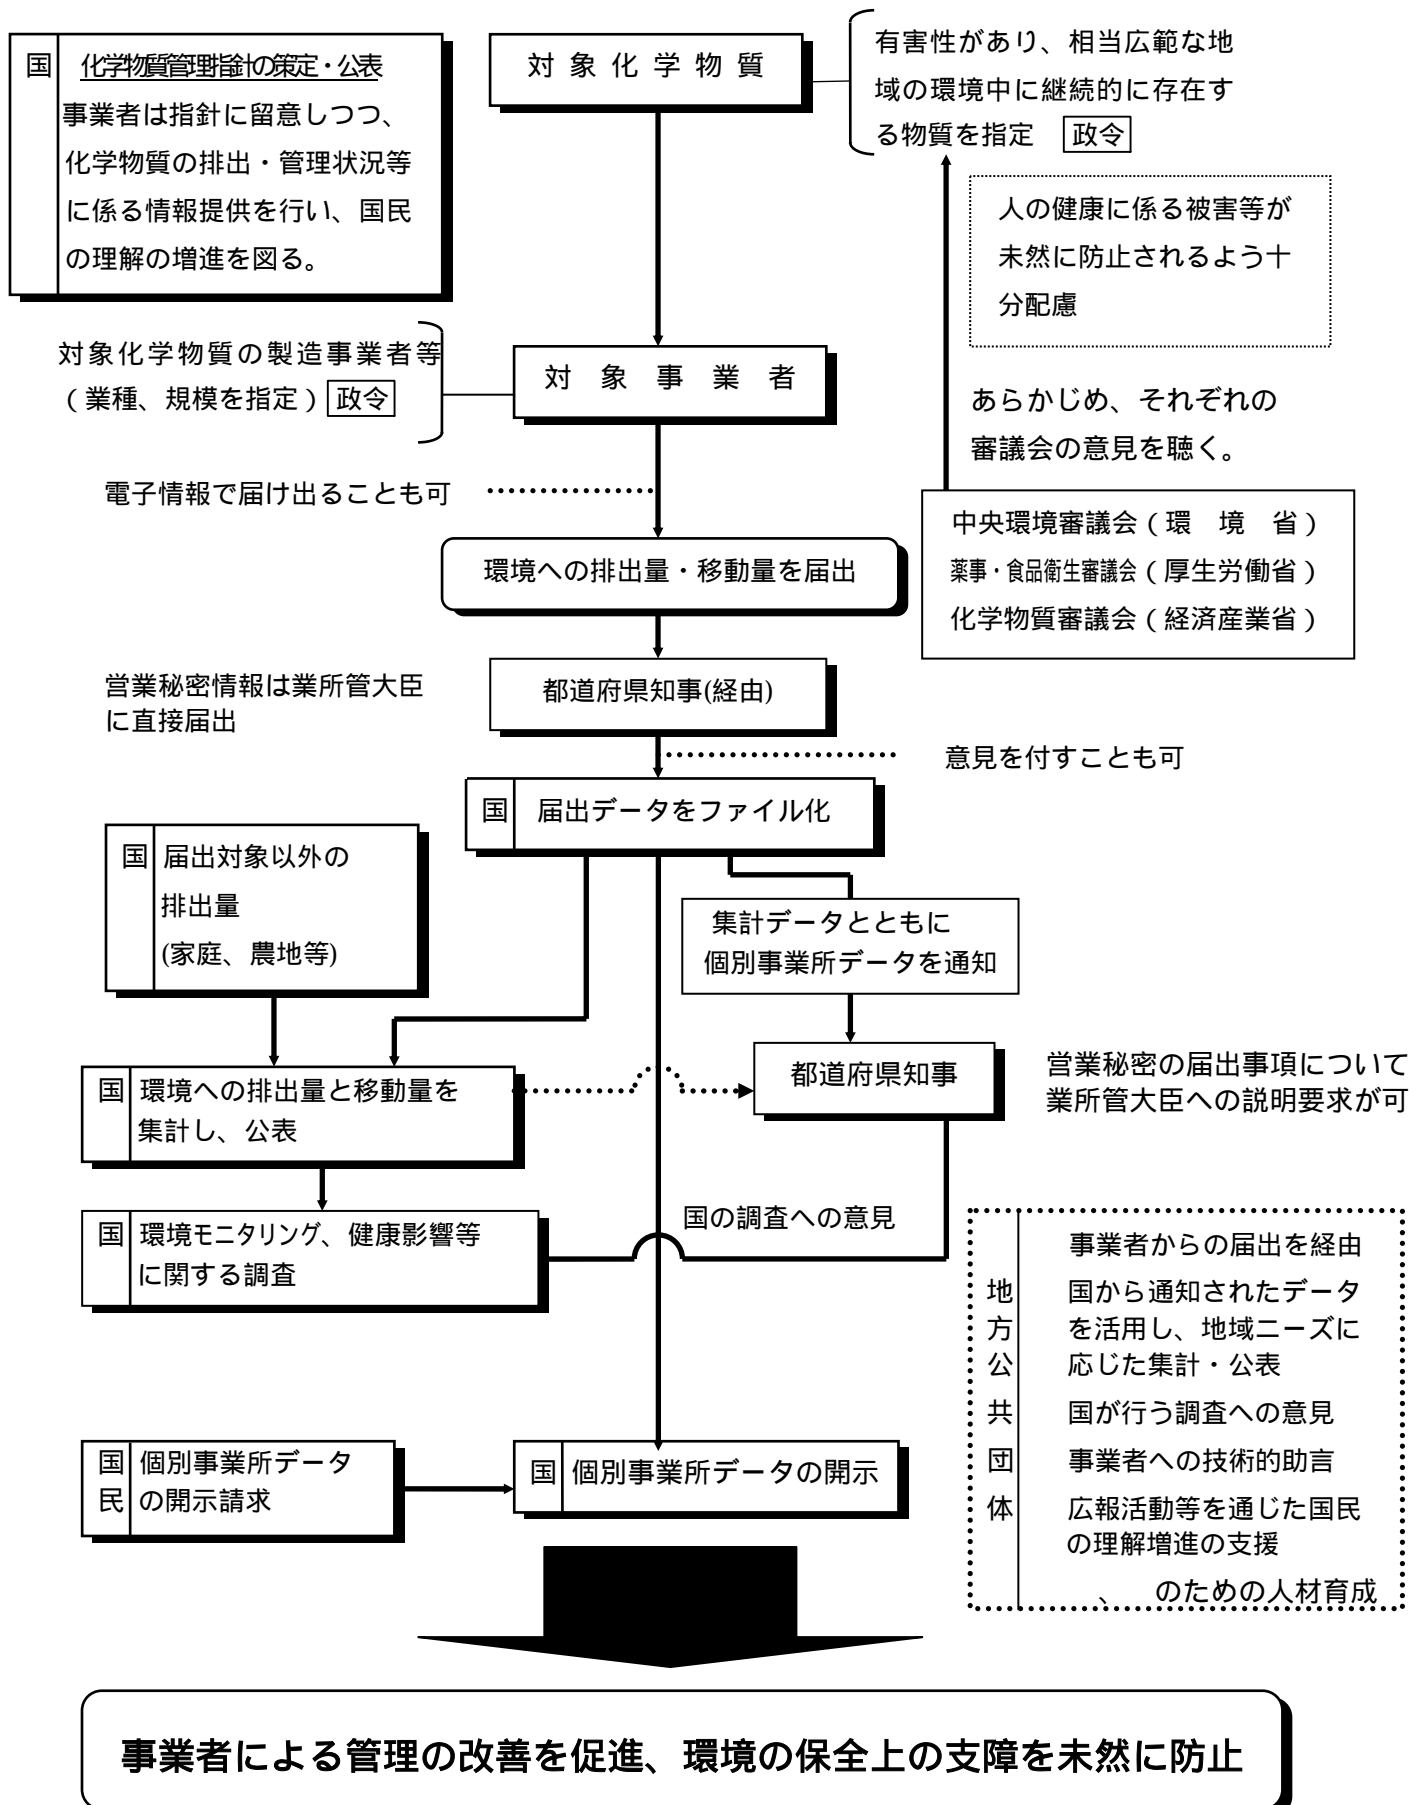 国
化学物質管理指針の策定・公表
事業者は指針に留意しつつ、
化学物質の排出・管理状況等
に係る情報提供を行い、国民
の理解の増進を図る。
対象化学物質
有害性があり、相当広範な地
域の環境中に継続的に存在す
る物質を指定 政令
人の健康に係る被害等が
未然に防止されるよう十
分配慮
対象化学物質の製造事業者等
(業種、規模を指定) 政令
対象事業者
あらかじめ、それぞれの
審議会の意見を聴く。
電子情報で届け出ることも可
中央環境審議会(環 境 省)
薬事・食品衛生審議会(厚生労働省)
化学物質審議会(経済産業省)
環境への排出量・移動量を届出
営業秘密情報は業所管大臣
に直接届出
都道府県知事(経由)
意見を付すことも可
国 届出データをファイル化
国 届出対象以外の
排出量
(家庭、農地等)
集計データとともに
個別事業所データを通知
都道府県知事
営業秘密の届出事項について
業所管大臣への説明要求が可
国 環境への排出量と移動量を
集計し、公表
国の調査への意見
国 環境モニタリング、健康影響等
に関する調査
地方公共団体
事業者からの届出を経由
国から通知されたデータ
を活用し、地域ニーズに
応じた集計・公表
国が行う調査への意見
事業者への技術的助言
広報活動等を通じた国民
の理解増進の支援
、 のための人材育成
国民
個別事業所データ
の開示請求
国 個別事業所データの開示
事業者による管理の改善を促進、環境の保全上の支障を未然に防止